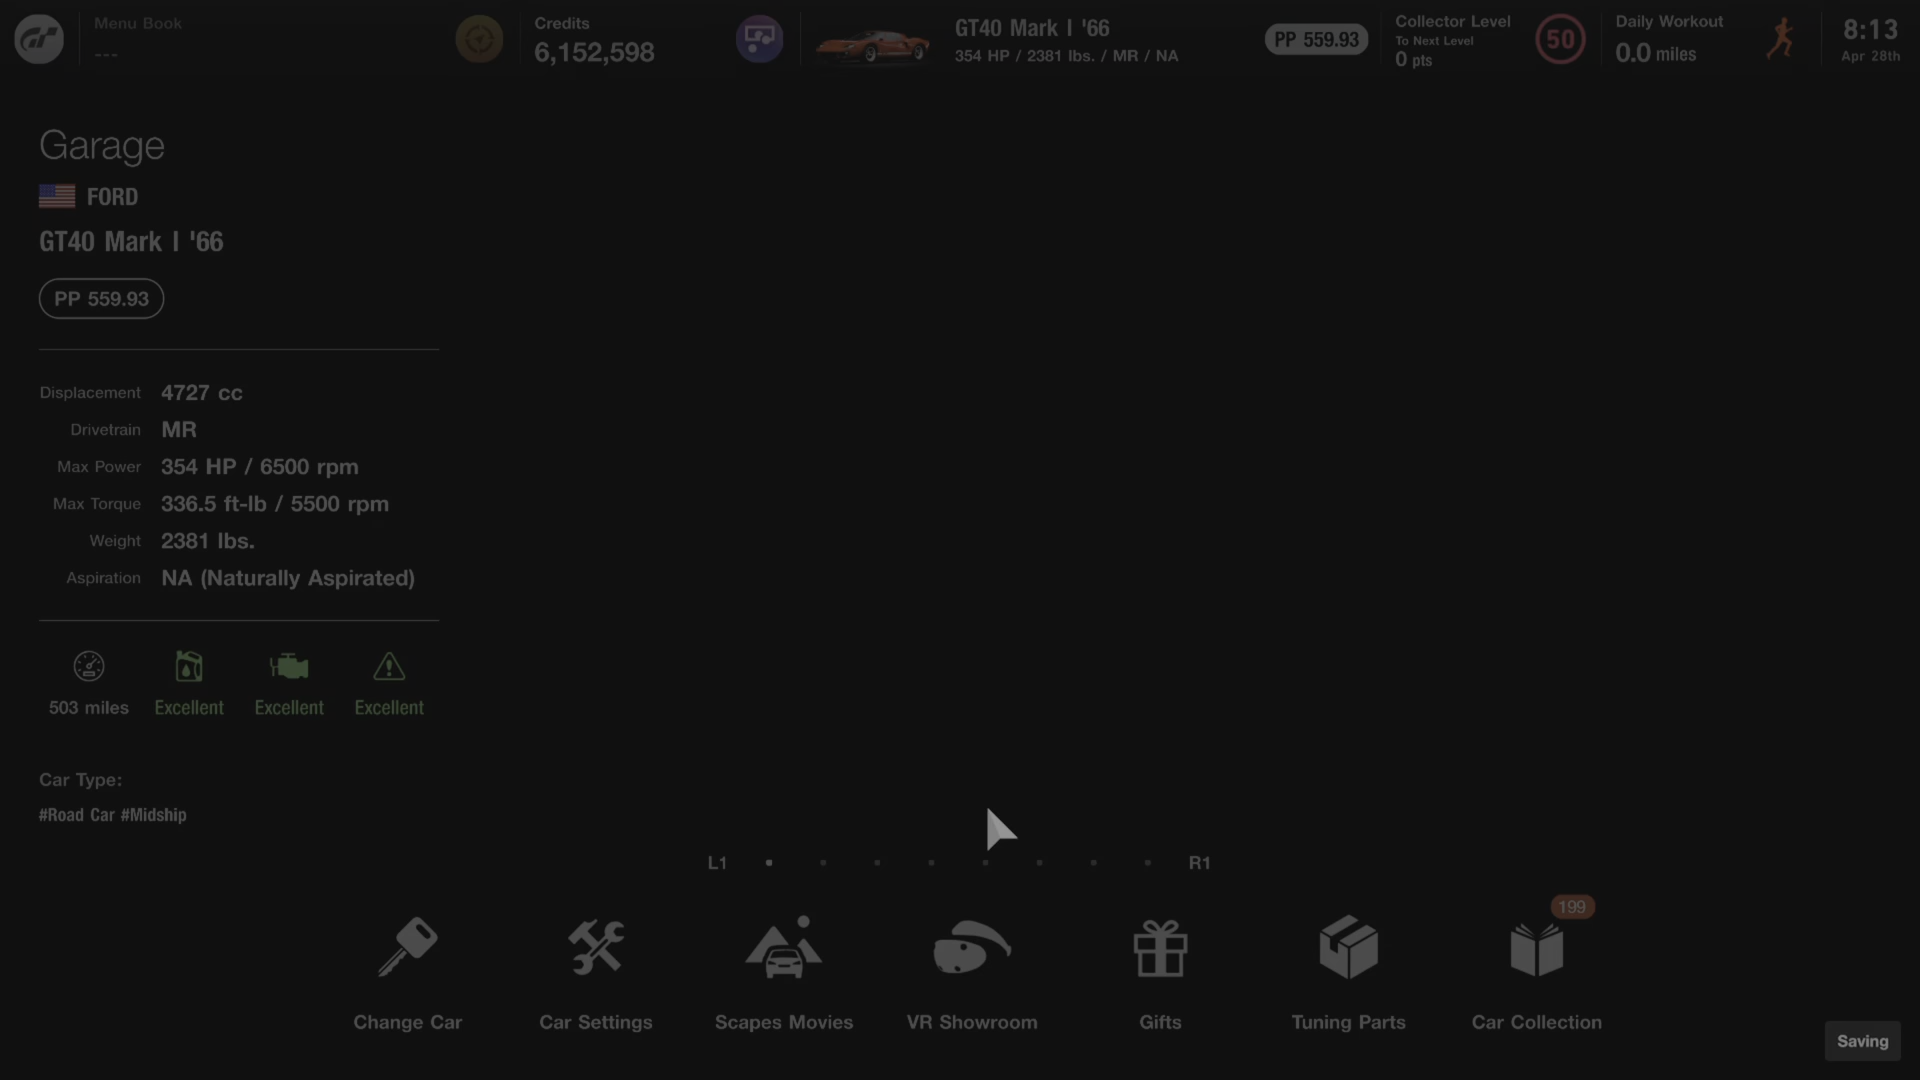 Menu Book
---
Credits
6,152,598
GT40 Mark I '66
354 HP / 2381 lbs. / MR / NA
PP 559.93
Collector Level
To Next Level
0 pts
50
Daily Workout
0.0 miles
8:13
Apr 28th
Garage
FORD
GT40 Mark I '66
PP 559.93
Displacement 4727 cc
Drivetrain MR
Max Power 354 HP / 6500 rpm
Max Torque 336.5 ft-lb / 5500 rpm
Weight 2381 lbs.
Aspiration NA (Naturally Aspirated)
503 miles Excellent Excellent Excellent
Car Type:
#Road Car #Midship
L1 R1
199
Change Car Car Settings Scapes Movies VR Showroom Gifts Tuning Parts Car Collection
Saving